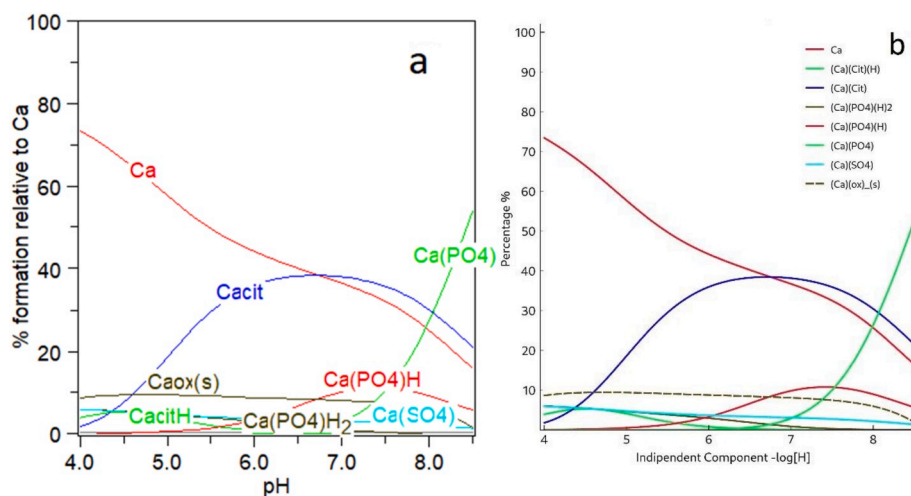 a
% formation relative to Ca
100
80
60
40
20
0
4.0 5.0 6.0 7.0 8.0
pH
Ca
Cacit
Ca(PO4)
Caox(s)
Ca(PO4)H
CacitH
Ca(PO4)H2
Ca(SO4)
b
Percentage %
100
90
80
70
60
50
40
30
20
10
4 5 6 7 8
Indipendent Component -log[H]
Ca
(Ca)(Cit)(H)
(Ca)(Cit)
(Ca)(PO4)(H)2
(Ca)(PO4)(H)
(Ca)(PO4)
(Ca)(SO4)
(Ca)(ox)_(s)